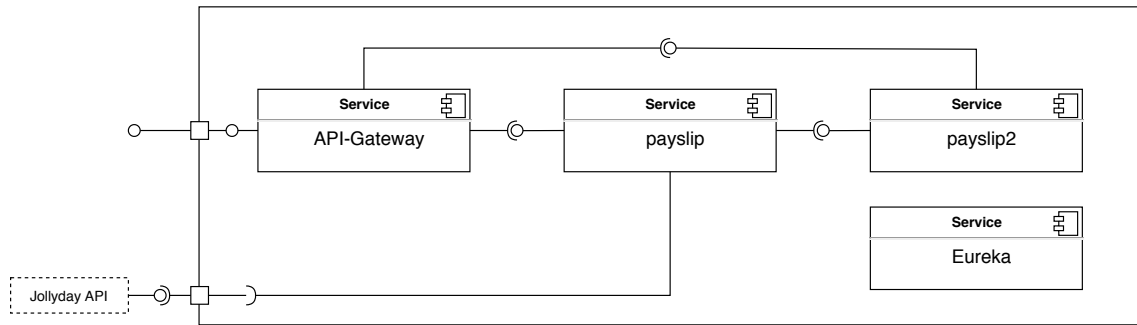 Service
API-Gateway
Service
payslip
Service
payslip2
Service
Eureka
Jollyday API